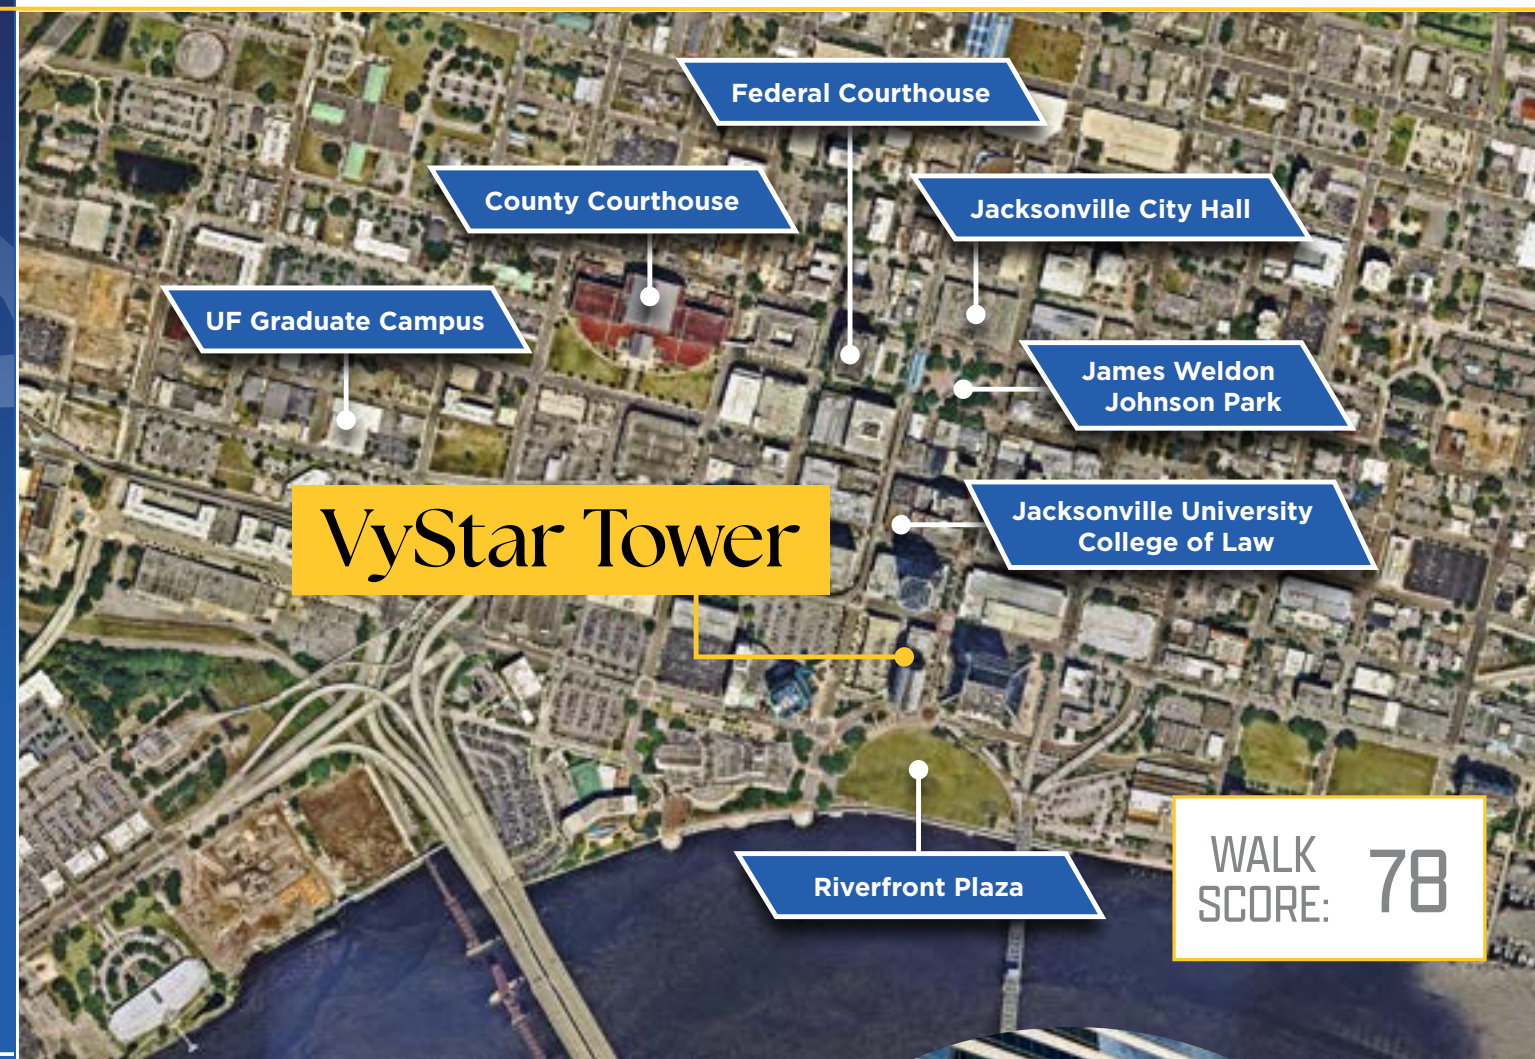 Federal Courthouse
County Courthouse
Jacksonville City Hall
UF Graduate Campus
James Weldon
Johnson Park
VyStar Tower
Jacksonville University
College of Law
Riverfront Plaza
WALK
SCORE:
78